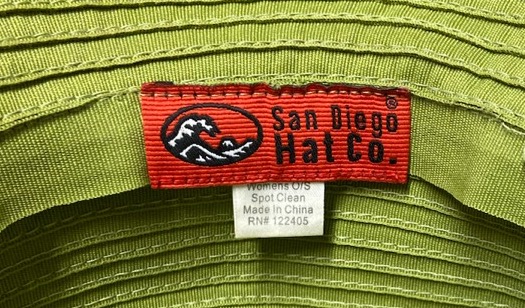 San Diego®
Hat Co.
Womens O/S
Spot Clean
Made In China
RN# 122405